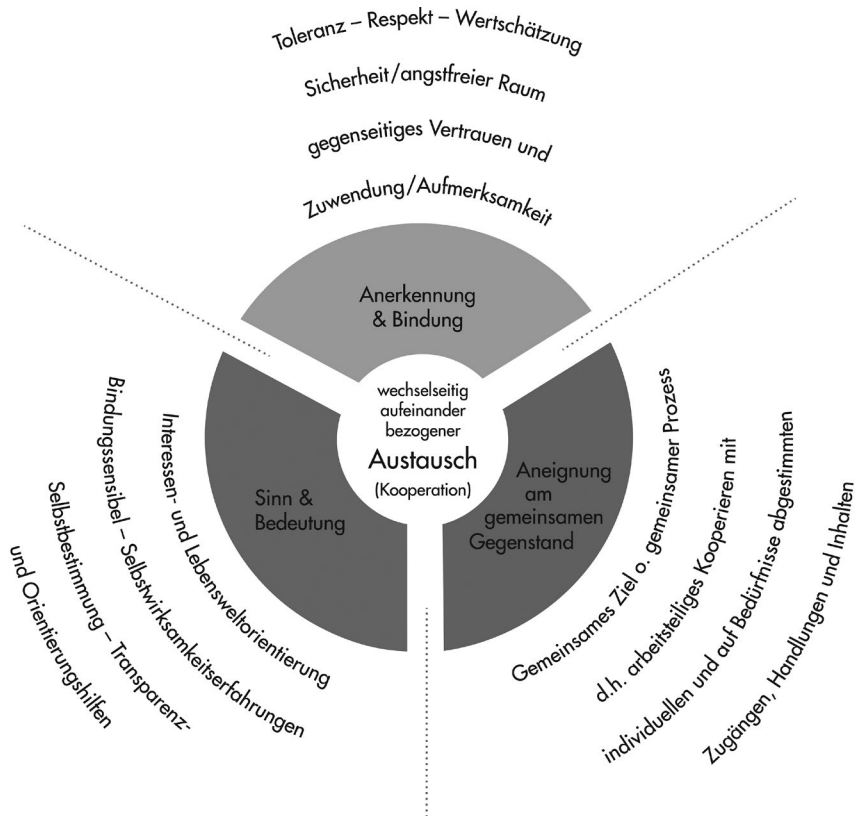 Toleranz – Respekt – Wertschätzung
Sicherheit/angstfreier Raum
gegenseitiges Vertrauen und
Zuwendung/Aufmerksamkeit
Anerkennung
& Bindung
wechselseitig
aufeinander
bezogener
Austausch
(Kooperation)
Sinn &
Bedeutung
Aneignung
am
gemeinsamen
Gegenstand
Interessen- und Lebensweltorientierung
Bindungssensibel – Selbstwirksamkeitserfahrungen
Selbstbestimmung – Transparenz-
und Orientierungshilfen
Gemeinsames Ziel o. gemeinsamer Prozess
d.h. arbeitsteiliges Kooperieren mit
individuellen und auf Bedürfnisse abgestimmten
Zugängen, Handlungen und Inhalten